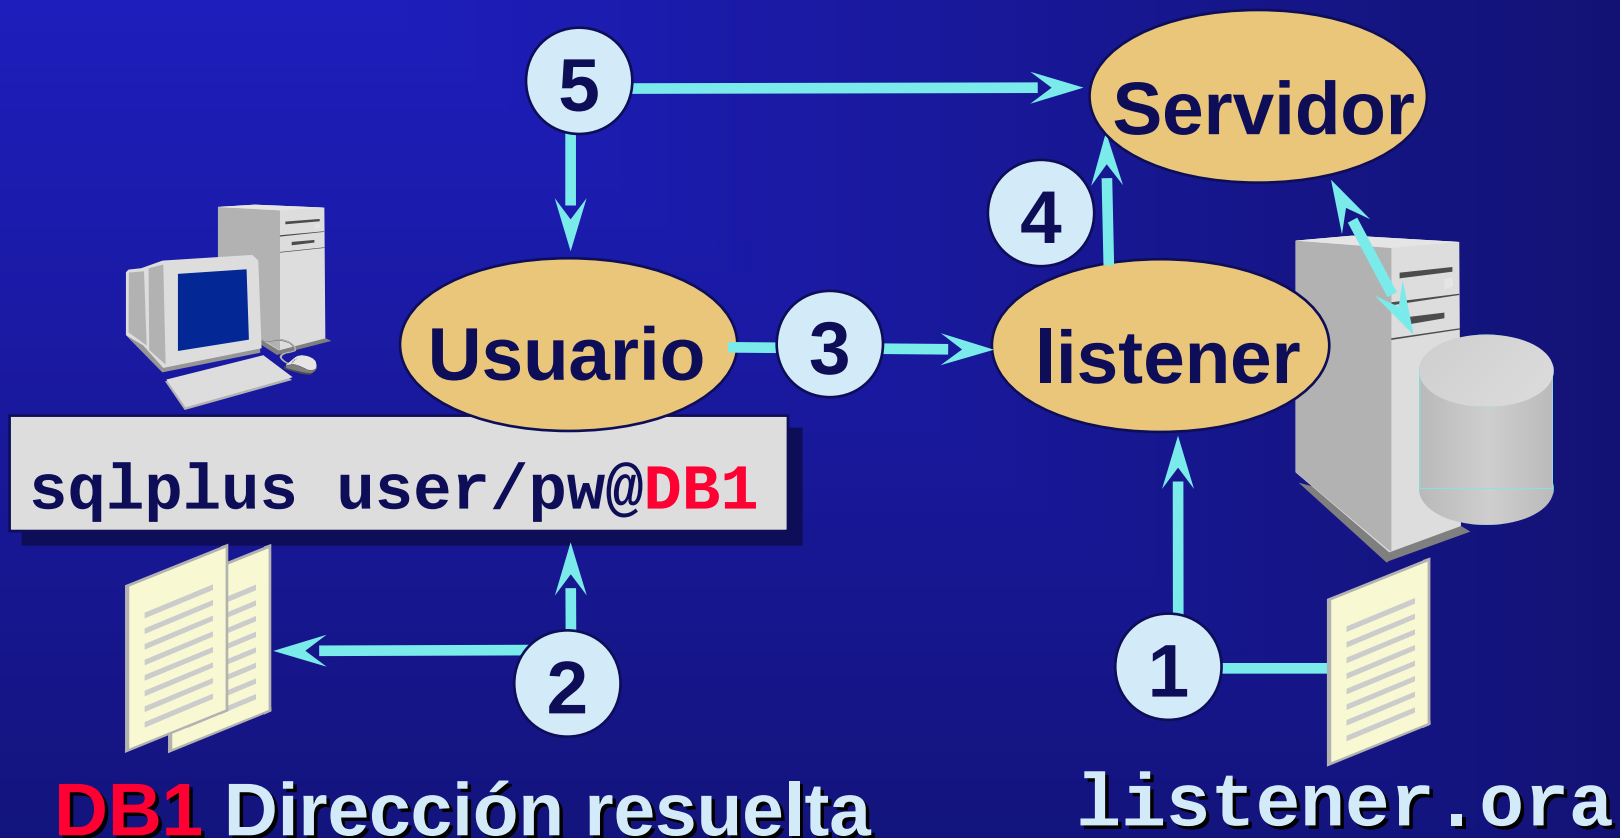 5
Servidor
4
Usuario
3
listener
sqlplus user/pw@DB1
2
1
DB1 Dirección resuelta
listener.ora